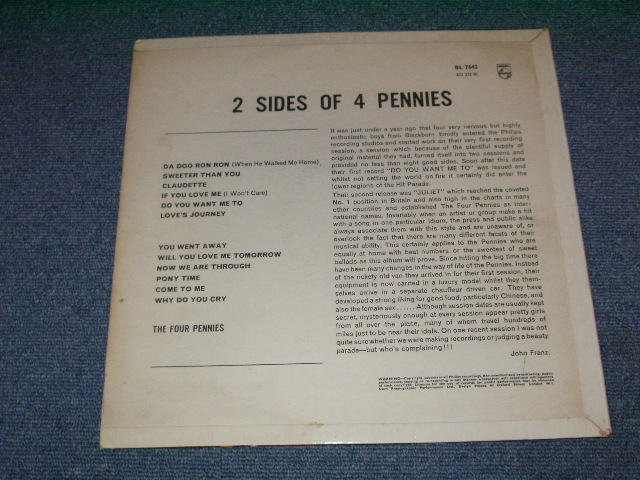 BL 7642
2 SIDES OF 4 PENNIES
DA DOO RON RON (When He Walked Me Home)
SWEETER THAN YOU
CLAUDETTE
IF YOU LOVE ME (I Won't Care)
DO YOU WANT ME TO
LOVE'S JOURNEY
YOU WENT AWAY
WILL YOU LOVE ME TOMORROW
NOW WE ARE THROUGH
PONY TIME
COME TO ME
WHY DO YOU CRY
THE FOUR PENNIES
It was just under a year ago that four very nervous but highly
enthusiastic boys from Blackburn timidly entered the Philips
recording studios and started work on their very first recording
session, a session which because of the plentiful supply of
original material they had, turned itself into two sessions and
provided no less than eight good sides. Soon after this date
their first record "DO YOU WANT ME TO" was issued and
whilst not setting the world on fire it certainly did enter the
lower regions of the Hit Parade.
Their second release was "JULIET" which reached the coveted
No. 1 position in Britain and also high in the charts in many
other countries and established The Four Pennies as inter-
national names. Invariably when an artist or group make a hit
with a song in one particular idiom, the press and public alike
always associate them with this style and are unaware of, or
overlook the fact that there are many different facets of their
musical ability. This certainly applies to the Pennies who are
equally at home with beat numbers or the sweetest of sweet
ballads as this album will prove. Since hitting the big time there
have been many changes in the way of life of the Pennies. Instead
of the rickety old van they arrived in for their first session, their
equipment is now carried in a luxury model whilst they them-
selves arrive in a separate chauffeur driven car. They have
developed a strong liking for good food, particularly Chinese, and
also the female sex...... Although session dates are usually kept
secret, mysteriously enough at every session appear pretty girls
from all over the place, many of whom travel hundreds of
miles just to be near their idols. On one recent session I was not
quite sure whether we were making recordings or judging a beauty
parade—but who's complaining!!!
John Franz.